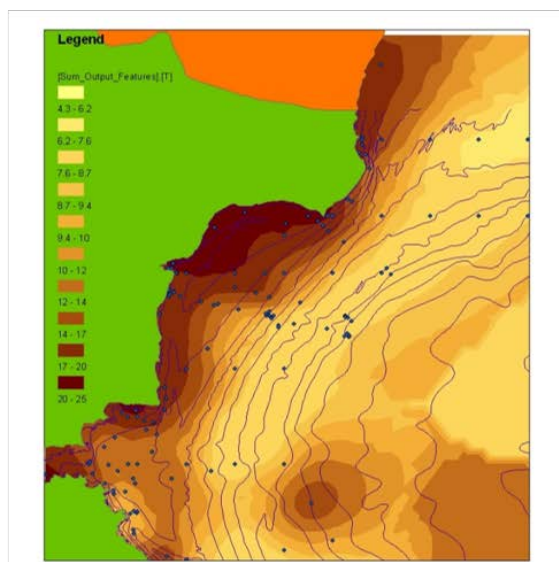 Legend
[Sum_Output_Features].[T]
4.3 - 6.2
6.2 - 7.6
7.6 - 8.7
8.7 - 9.4
9.4 - 10
10 - 12
12 - 14
14 - 17
17 - 20
20 - 25